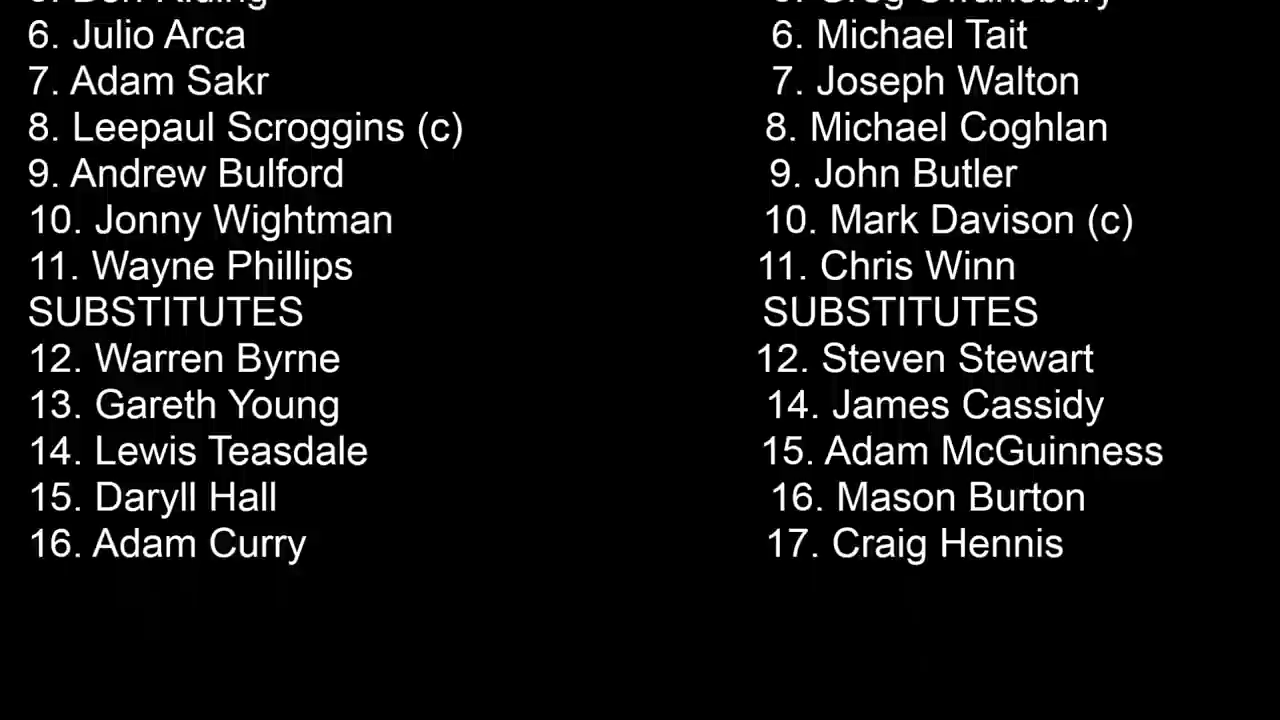 6. Julio Arca
7. Adam Sakr
8. Leepaul Scroggins (c)
9. Andrew Bulford
10. Jonny Wightman
11. Wayne Phillips
SUBSTITUTES
12. Warren Byrne
13. Gareth Young
14. Lewis Teasdale
15. Daryll Hall
16. Adam Curry
6. Michael Tait
7. Joseph Walton
8. Michael Coghlan
9. John Butler
10. Mark Davison (c)
11. Chris Winn
SUBSTITUTES
12. Steven Stewart
14. James Cassidy
15. Adam McGuinness
16. Mason Burton
17. Craig Hennis